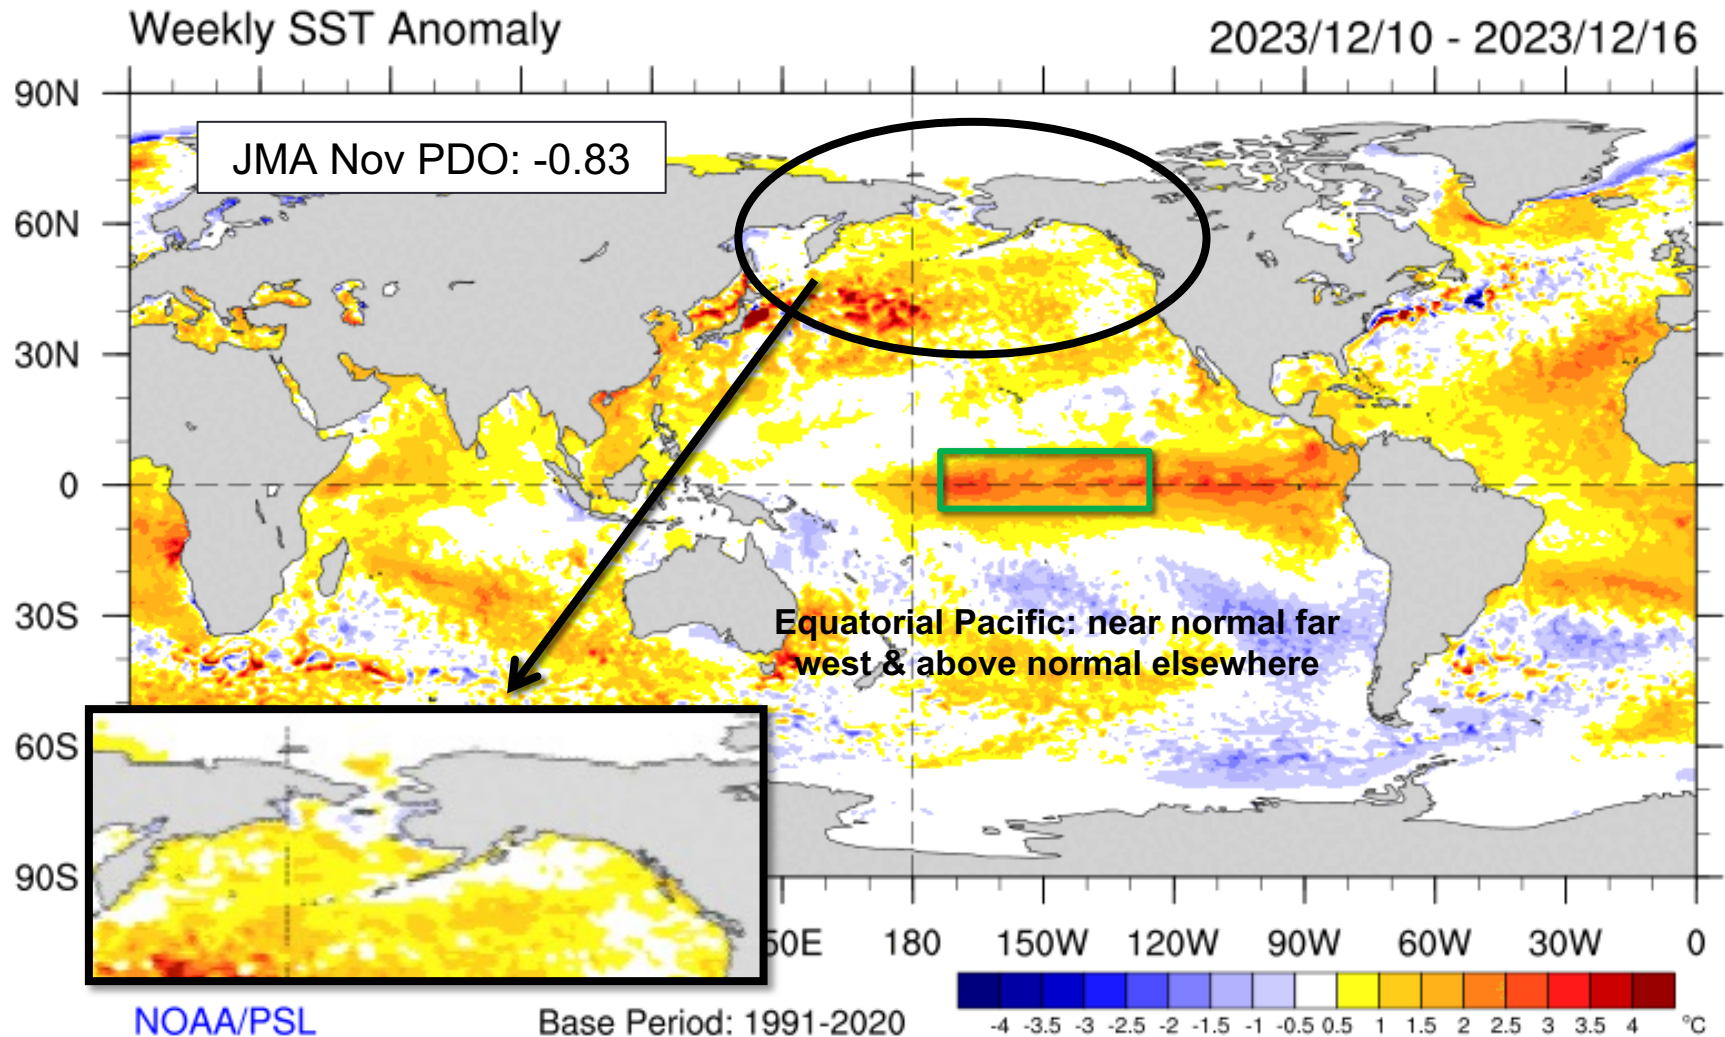 Weekly SST Anomaly
2023/12/10 - 2023/12/16
90N
JMA Nov PDO: -0.83
60N
30N
0
30S
Equatorial Pacific: near normal far
west & above normal elsewhere
60S
90S
180
150W
120W
90W
60W
30W
0
-4 -3.5 -3 -2.5 -2 -1.5 -1 -0.5 0.5 1 1.5 2 2.5 3 3.5 4 °C
NOAA/PSL
Base Period: 1991-2020